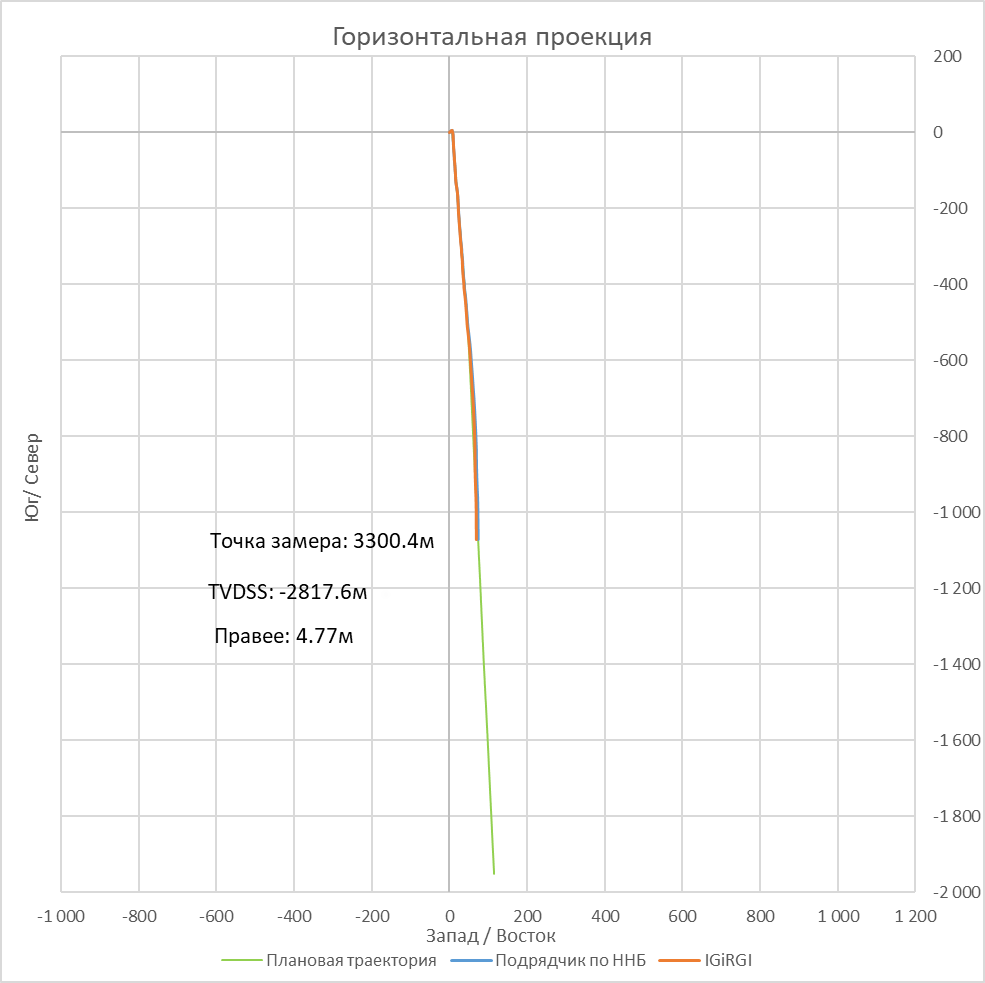 Горизонтальная проекция
200
0
-200
-400
-600
-800
-1 000
-1 200
-1 400
-1 600
-1 800
-2 000
Юг/ Север
Точка замера: 3300.4м
TVDSS: -2817.6м
Правее: 4.77м
-1 000 -800 -600 -400 -200 0 200 400 600 800 1 000 1 200
Запад / Восток
Плановая траектория Подрядчик по ННБ IGiRGI